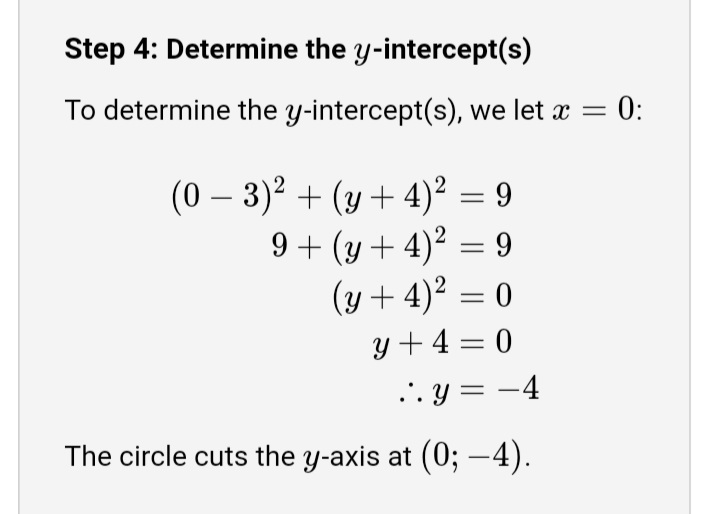 Step 4: Determine the y-intercept(s)
To determine the y-intercept(s), we let x = 0:
(0 − 3)² + (y + 4)² = 9
9 + (y + 4)² = 9
(y + 4)² = 0
y + 4 = 0
∴ y = −4
The circle cuts the y-axis at (0; −4).